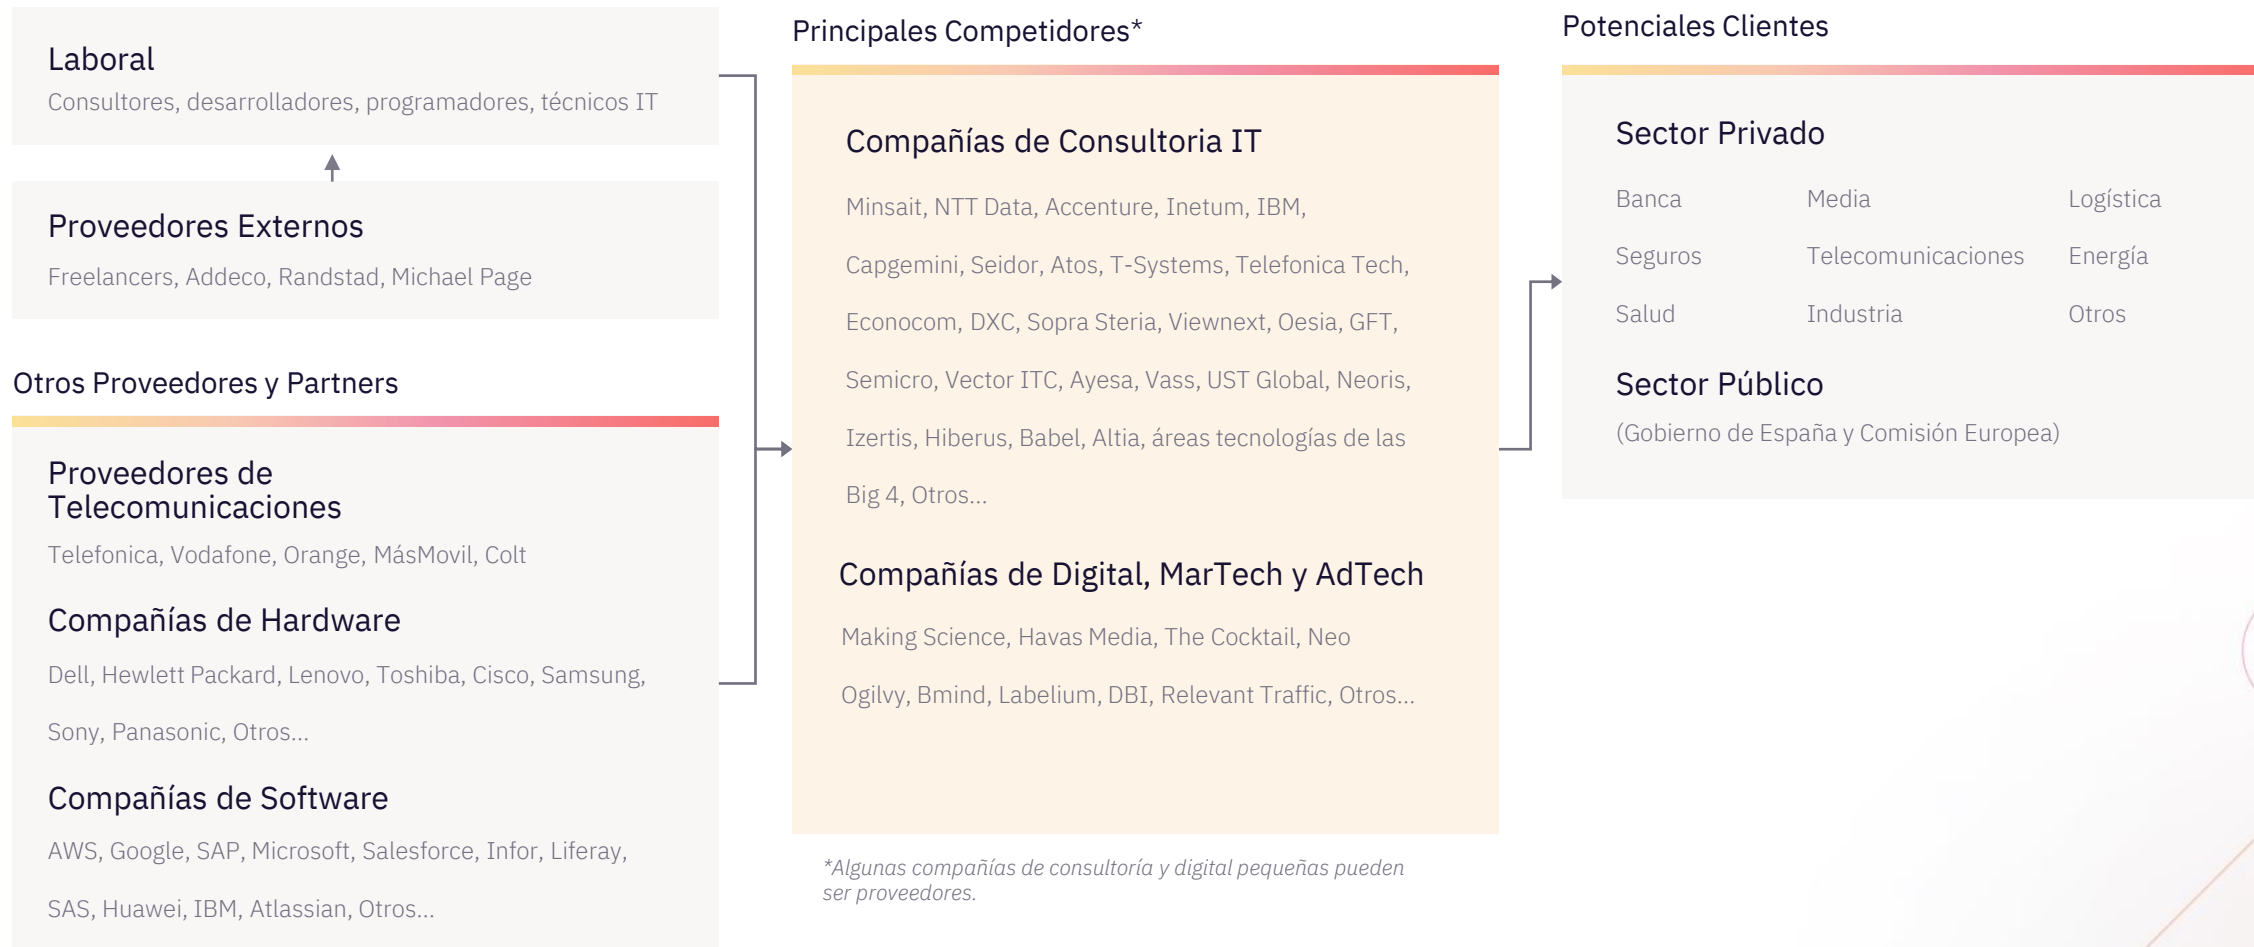 Laboral
Consultores, desarrolladores, programadores, técnicos IT
Proveedores Externos
Freelancers, Addeco, Randstad, Michael Page
Otros Proveedores y Partners
Proveedores de
Telecomunicaciones
Telefonica, Vodafone, Orange, MásMovil, Colt
Compañías de Hardware
Dell, Hewlett Packard, Lenovo, Toshiba, Cisco, Samsung,
Sony, Panasonic, Otros...
Compañías de Software
AWS, Google, SAP, Microsoft, Salesforce, Infor, Liferay,
SAS, Huawei, IBM, Atlassian, Otros...
Principales Competidores*
Compañías de Consultoria IT
Minsait, NTT Data, Accenture, Inetum, IBM,
Capgemini, Seidor, Atos, T-Systems, Telefonica Tech,
Econocom, DXC, Sopra Steria, Viewnext, Oesia, GFT,
Semicro, Vector ITC, Ayesa, Vass, UST Global, Neoris,
Izertis, Hiberus, Babel, Altia, áreas tecnologías de las
Big 4, Otros...
Compañías de Digital, MarTech y AdTech
Making Science, Havas Media, The Cocktail, Neo
Ogilvy, Bmind, Labelium, DBI, Relevant Traffic, Otros...
*Algunas compañías de consultoría y digital pequeñas pueden
ser proveedores.
Potenciales Clientes
Sector Privado
Banca Media Logística
Seguros Telecomunicaciones Energía
Salud Industria Otros
Sector Público
(Gobierno de España y Comisión Europea)